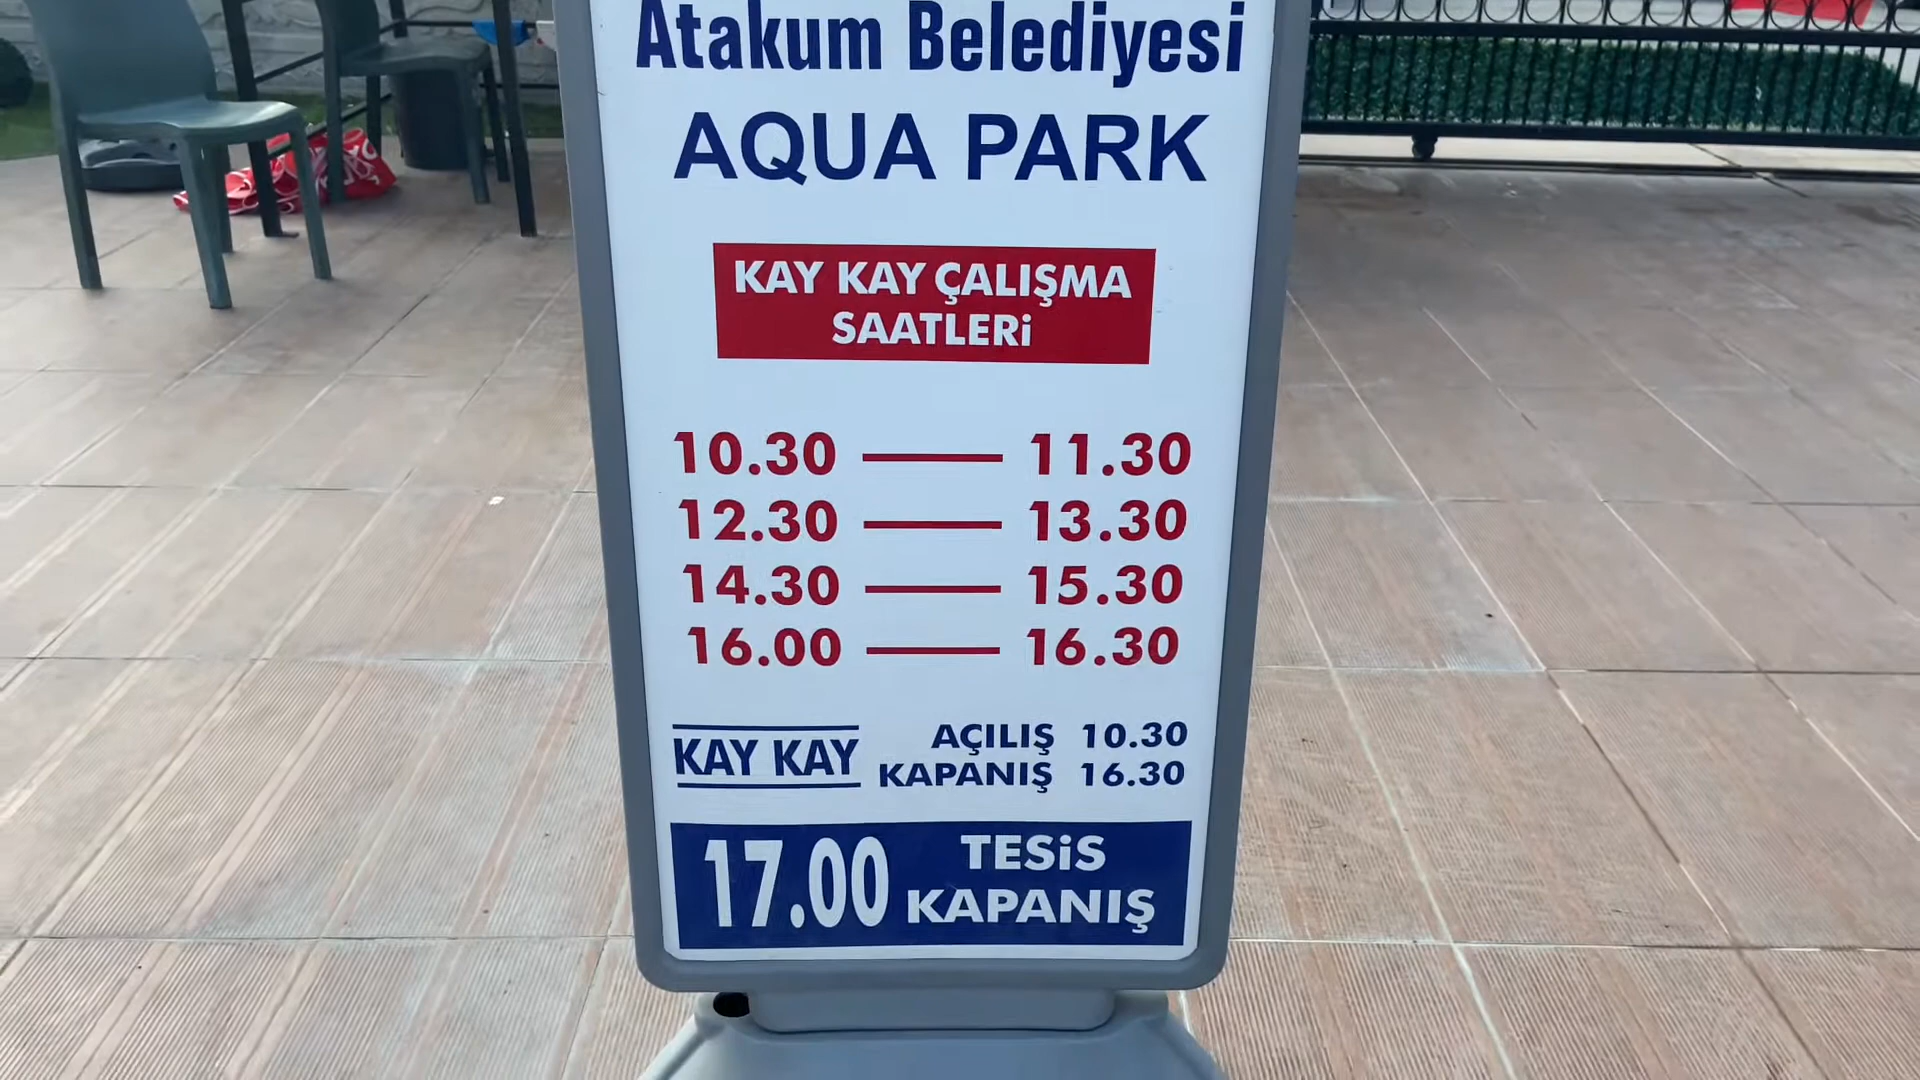 Atakum Belediyesi
AQUA PARK
KAY KAY ÇALIŞMA
SAATLERİ
10.30 — 11.30
12.30 — 13.30
14.30 — 15.30
16.00 — 16.30
KAY KAY
AÇILIŞ 10.30
KAPANIŞ 16.30
17.00
TESİS
KAPANIŞ